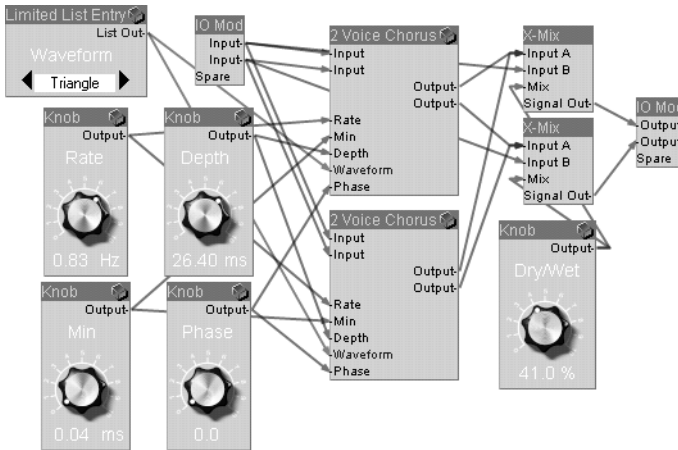 Limited List Entry
List Out
Waveform
Triangle
IO Mod
Input
Input
Spare
2 Voice Chorus
Input
Input
Output
Output
Rate
Min
Depth
Waveform
Phase
X-Mix
Input A
Input B
Mix
Signal Out
X-Mix
Input A
Input B
Mix
Signal Out
IO Mod
Output
Output
Spare
Knob
Output
Rate
0.83 Hz
Knob
Output
Depth
26.40 ms
2 Voice Chorus
Input
Input
Output
Output
Rate
Min
Depth
Waveform
Phase
Knob
Output
Dry/Wet
41.0 %
Knob
Output
Min
0.04 ms
Knob
Output
Phase
0.0